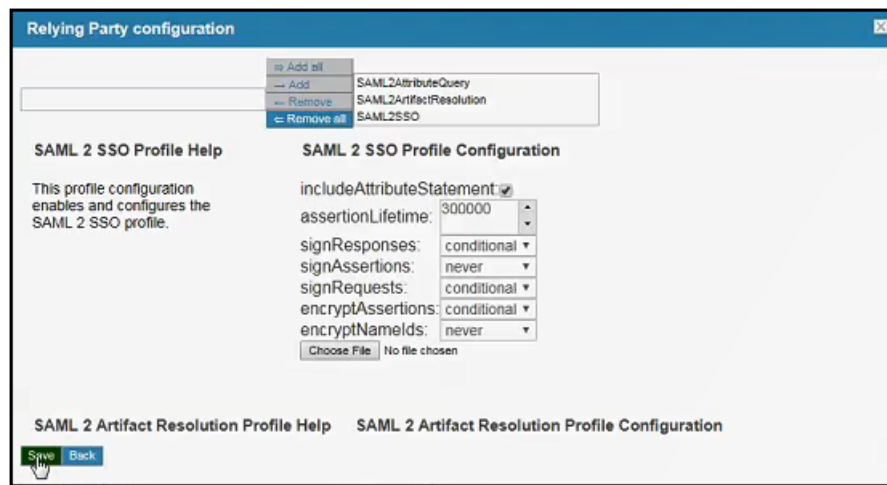 Relying Party configuration
⇒ Add all
→ Add
← Remove
⇐ Remove all
SAML2AttributeQuery
SAML2ArtifactResolution
SAML2SSO
SAML 2 SSO Profile Help
SAML 2 SSO Profile Configuration
This profile configuration
enables and configures the
SAML 2 SSO profile.
includeAttributeStatement:
assertionLifetime: 300000
signResponses: conditional
signAssertions: never
signRequests: conditional
encryptAssertions: conditional
encryptNameIds: never
Choose File No file chosen
SAML 2 Artifact Resolution Profile Help
SAML 2 Artifact Resolution Profile Configuration
Save Back